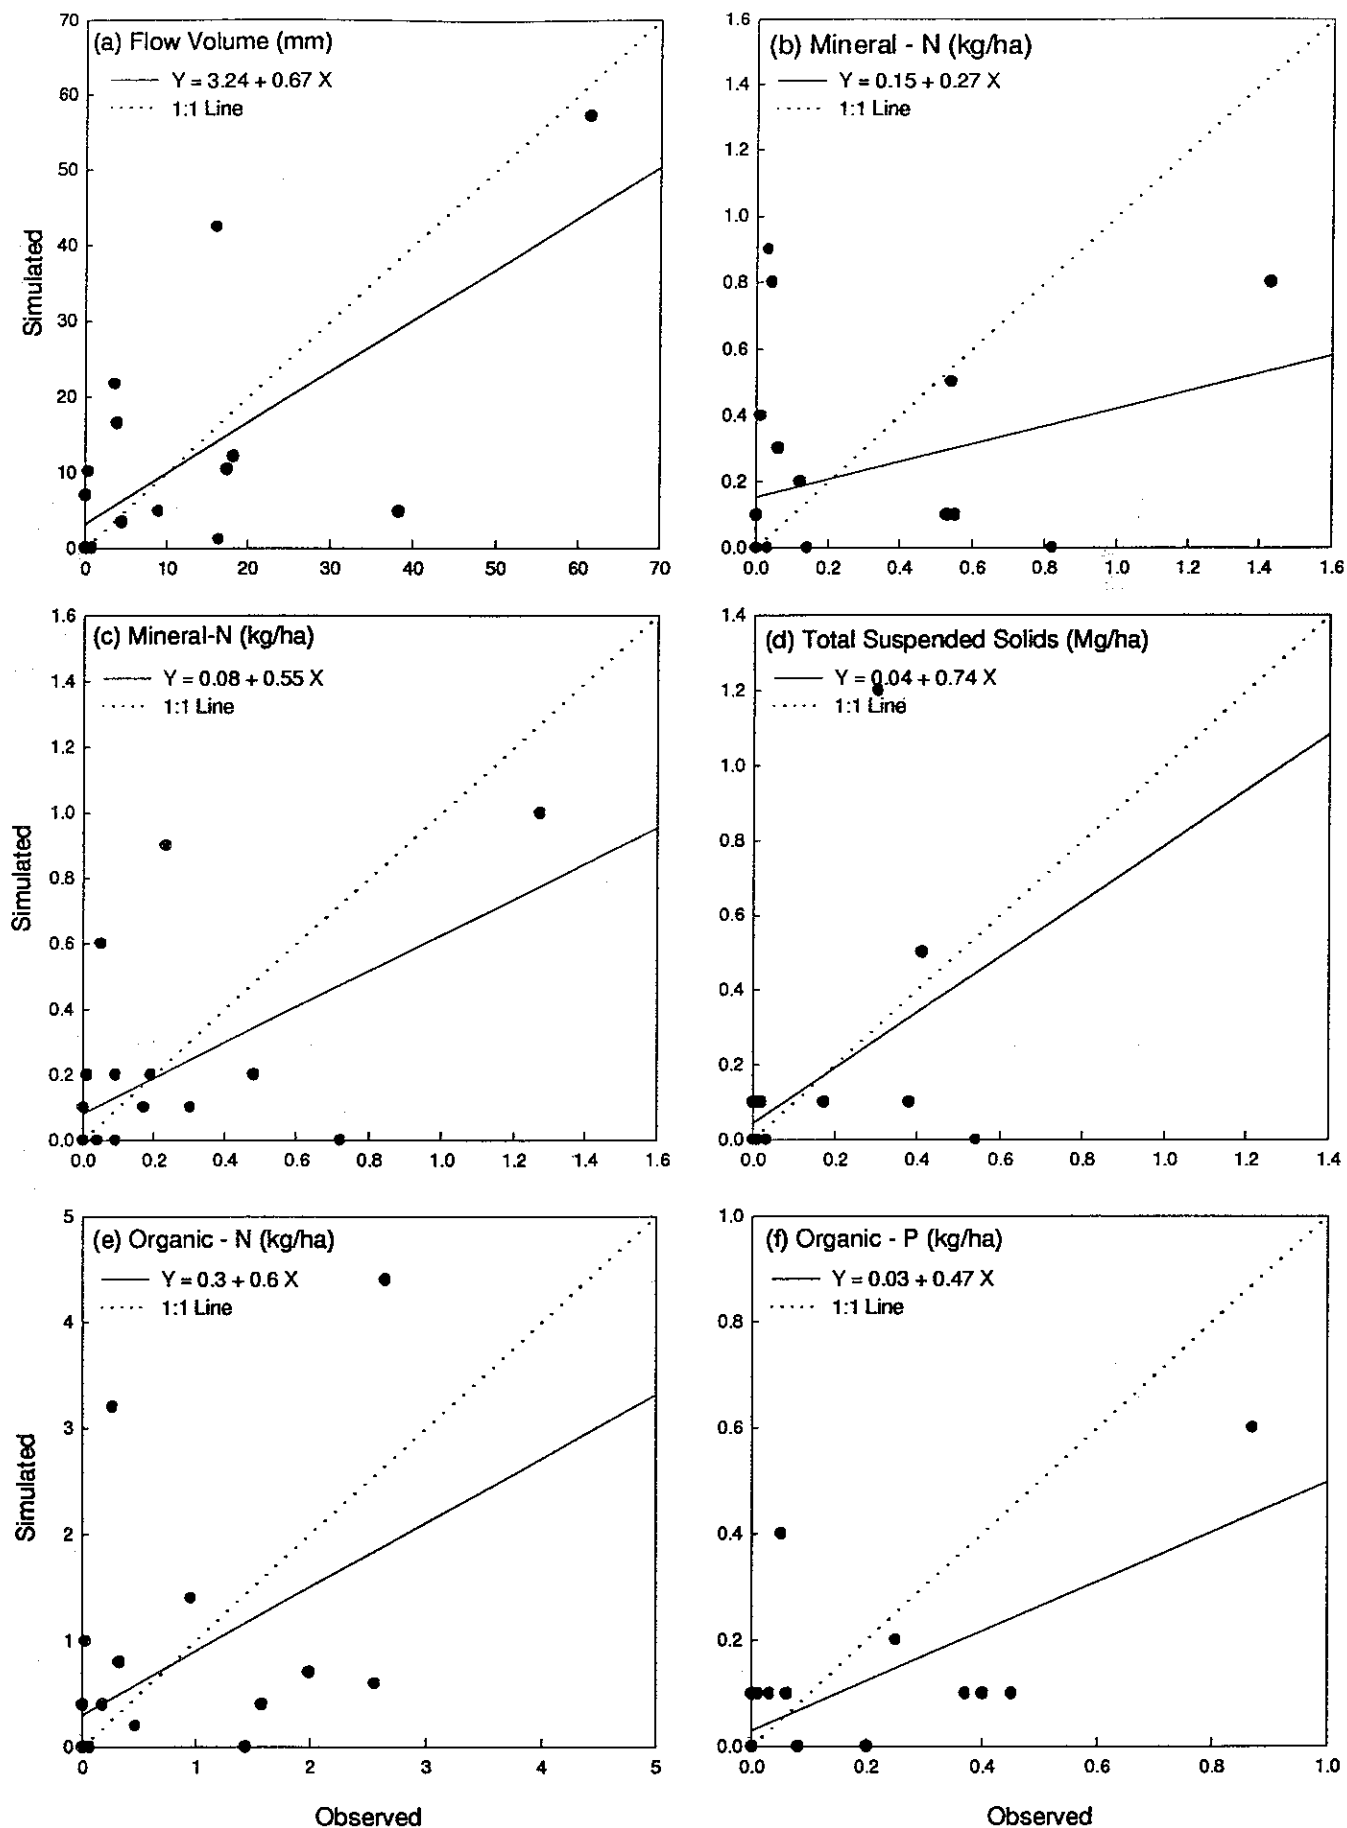 (a) Flow Volume (mm)
Y = 3.24 + 0.67 X
1:1 Line
Simulated
70
60
50
40
30
20
10
0
0 10 20 30 40 50 60 70
(b) Mineral - N (kg/ha)
Y = 0.15 + 0.27 X
1:1 Line
1.6
1.4
1.2
1.0
0.8
0.6
0.4
0.2
0.0
0.0 0.2 0.4 0.6 0.8 1.0 1.2 1.4 1.6
(c) Mineral-N (kg/ha)
Y = 0.08 + 0.55 X
1:1 Line
Simulated
1.6
1.4
1.2
1.0
0.8
0.6
0.4
0.2
0.0
0.0 0.2 0.4 0.6 0.8 1.0 1.2 1.4 1.6
(d) Total Suspended Solids (Mg/ha)
Y = 0.04 + 0.74 X
1:1 Line
1.4
1.2
1.0
0.8
0.6
0.4
0.2
0.0
0.0 0.2 0.4 0.6 0.8 1.0 1.2 1.4
(e) Organic - N (kg/ha)
Y = 0.3 + 0.6 X
1:1 Line
Simulated
5
4
3
2
1
0
0 1 2 3 4 5
Observed
(f) Organic - P (kg/ha)
Y = 0.03 + 0.47 X
1:1 Line
1.0
0.8
0.6
0.4
0.2
0.0
0.0 0.2 0.4 0.6 0.8 1.0
Observed